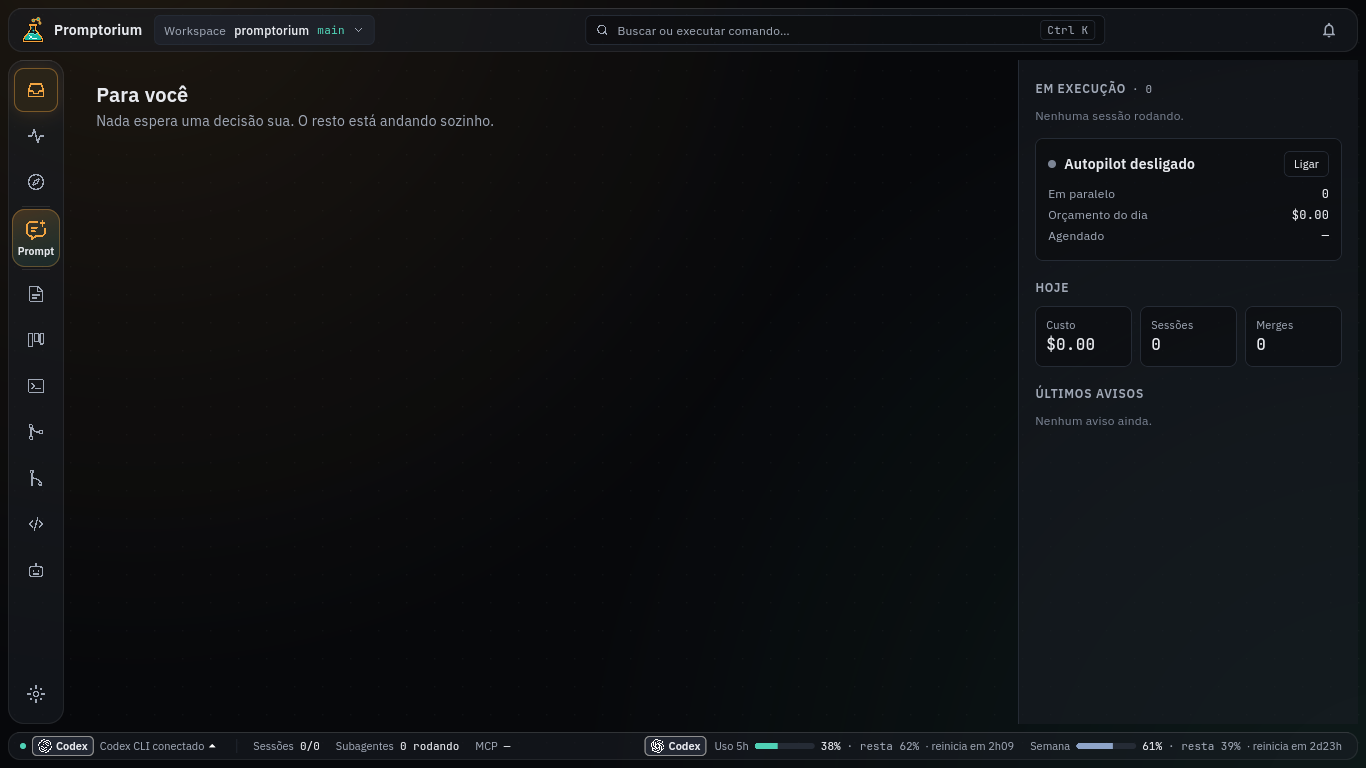 Promptorium
Workspace promptorium main
Buscar ou executar comando...
Ctrl K
Prompt
Para você
Nada espera uma decisão sua. O resto está andando sozinho.
EM EXECUÇÃO · 0
Nenhuma sessão rodando.
Autopilot desligado
Ligar
Em paralelo 0
Orçamento do dia $0.00
Agendado —
HOJE
Custo
$0.00
Sessões
0
Merges
0
ÚLTIMOS AVISOS
Nenhum aviso ainda.
Codex Codex CLI conectado Sessões 0/0 Subagentes 0 rodando MCP — Codex Uso 5h 38% · resta 62% · reinicia em 2h09 Semana 61% · resta 39% · reinicia em 2d23h